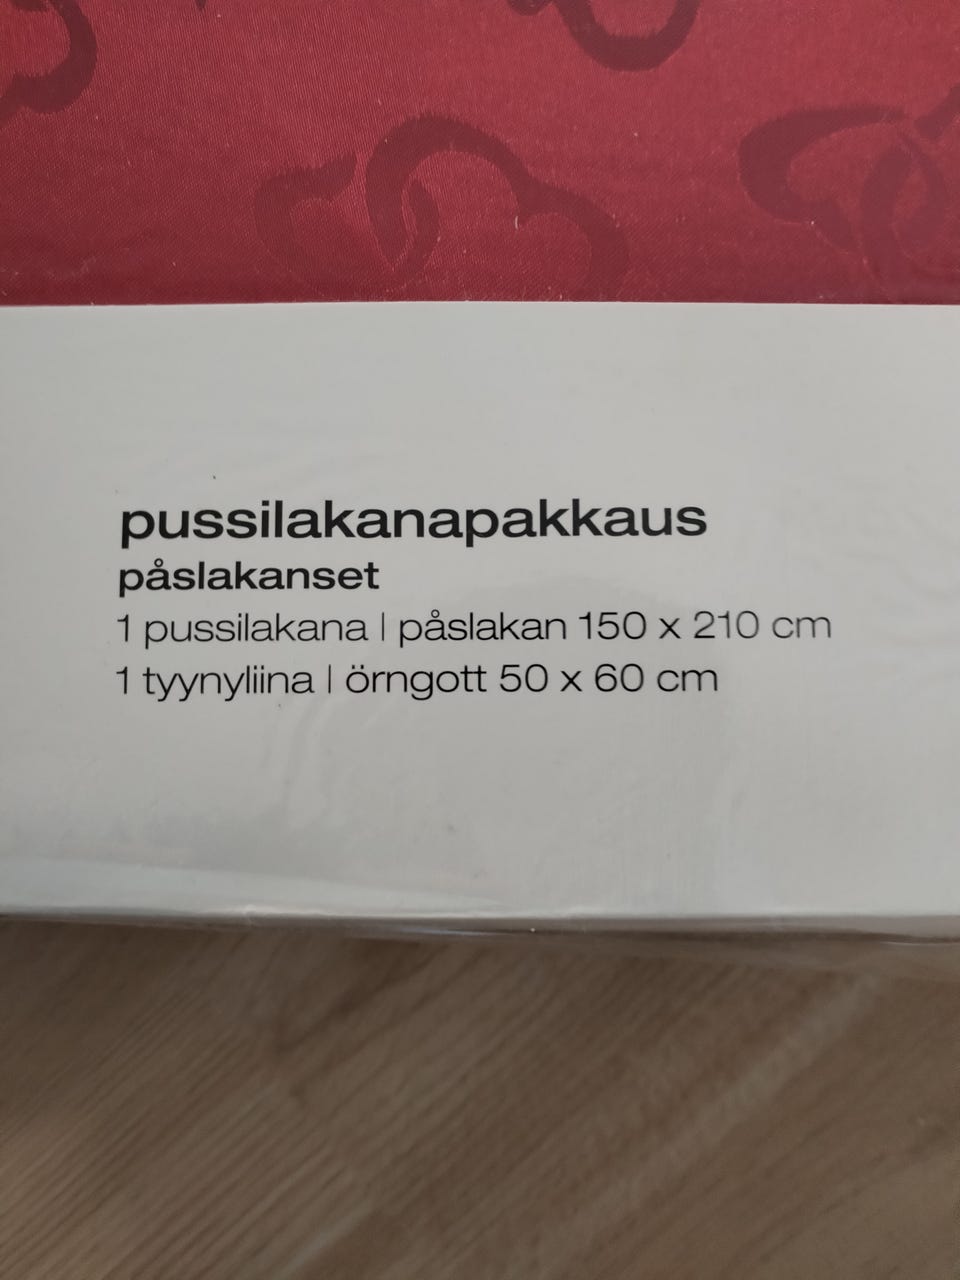 pussilakanapakkaus
påslakanset
1 pussilakana | påslakan 150 x 210 cm
1 tyynyliina | örngott 50 x 60 cm